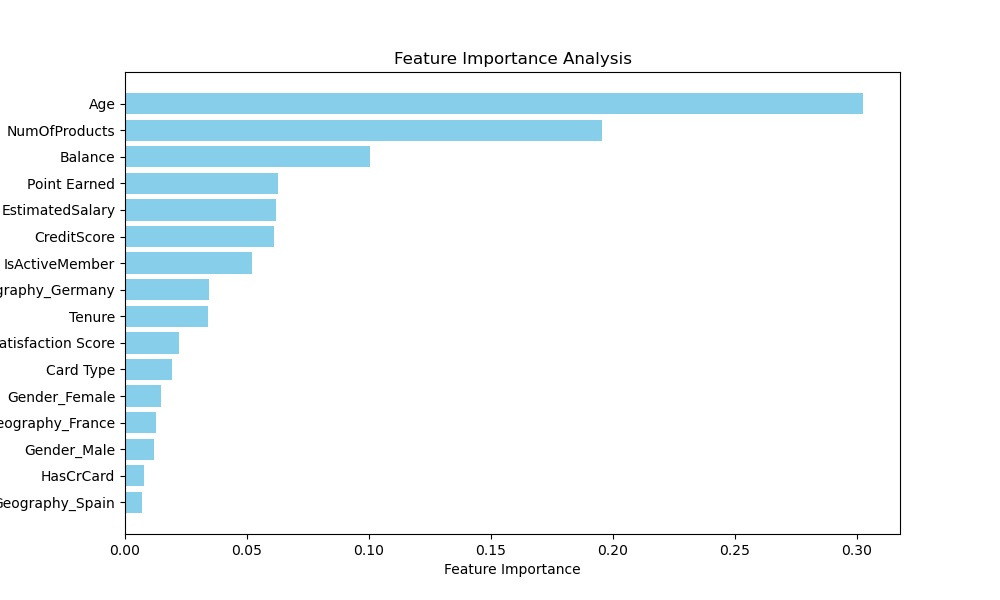 Feature Importance Analysis
Age
NumOfProducts
Balance
Point Earned
EstimatedSalary
CreditScore
IsActiveMember
graphy_Germany
Tenure
atisfaction Score
Card Type
Gender_Female
eography_France
Gender_Male
HasCrCard
Geography_Spain
0.00 0.05 0.10 0.15 0.20 0.25 0.30
Feature Importance